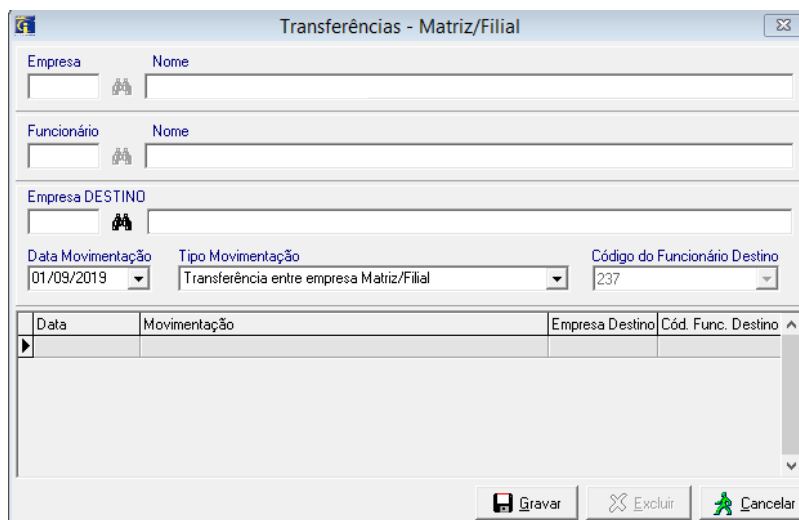 Transferências - Matriz/Filial
Empresa Nome
Funcionário Nome
Empresa DESTINO
Data Movimentação Tipo Movimentação Código do Funcionário Destino
01/09/2019 Transferência entre empresa Matriz/Filial 237
Data Movimentação Empresa Destino Cód. Func. Destino
Gravar Excluir Cancelar